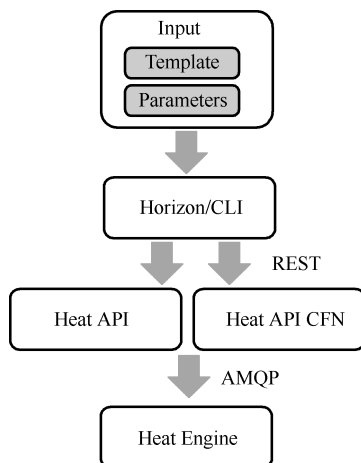 Input
Template
Parameters
Horizon/CLI
REST
Heat API
Heat API CFN
AMQP
Heat Engine